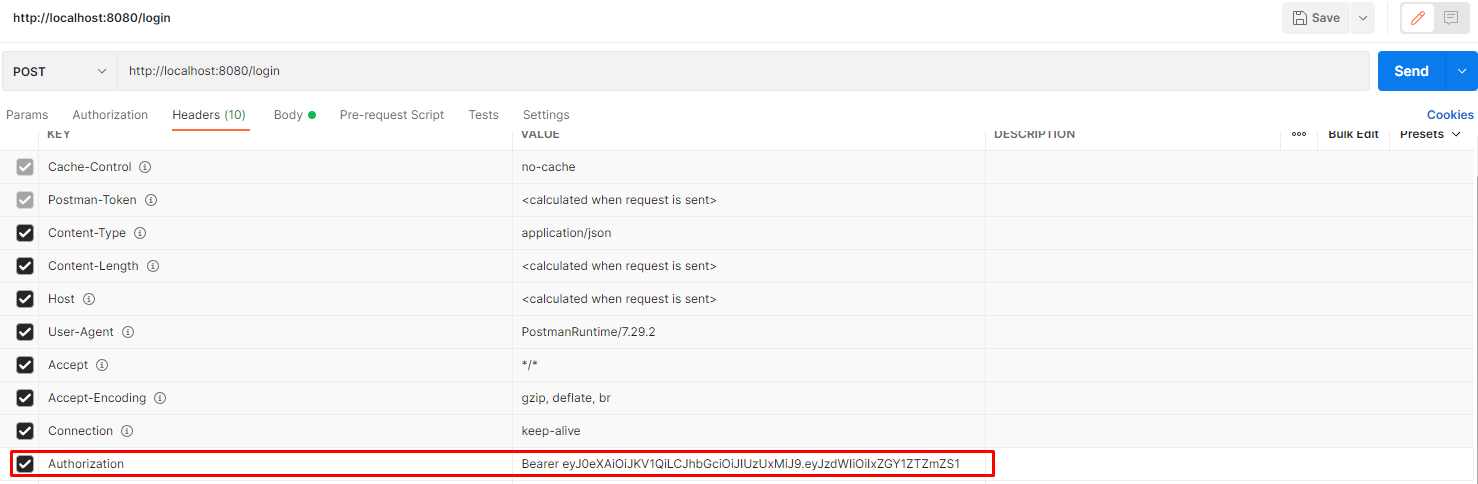 http://localhost:8080/login Save
POST http://localhost:8080/login Send
Params Authorization Headers (10) Body Pre-request Script Tests Settings Cookies
KEY VALUE DESCRIPTION Bulk Edit Presets
Cache-Control no-cache
Postman-Token <calculated when request is sent>
Content-Type application/json
Content-Length <calculated when request is sent>
Host <calculated when request is sent>
User-Agent PostmanRuntime/7.29.2
Accept */*
Accept-Encoding gzip, deflate, br
Connection keep-alive
Authorization Bearer eyJ0eXAiOiJKV1QiLCJhbGciOiJIUzUxMiJ9.eyJzdWIiOiIxZGY1ZTZmZS1